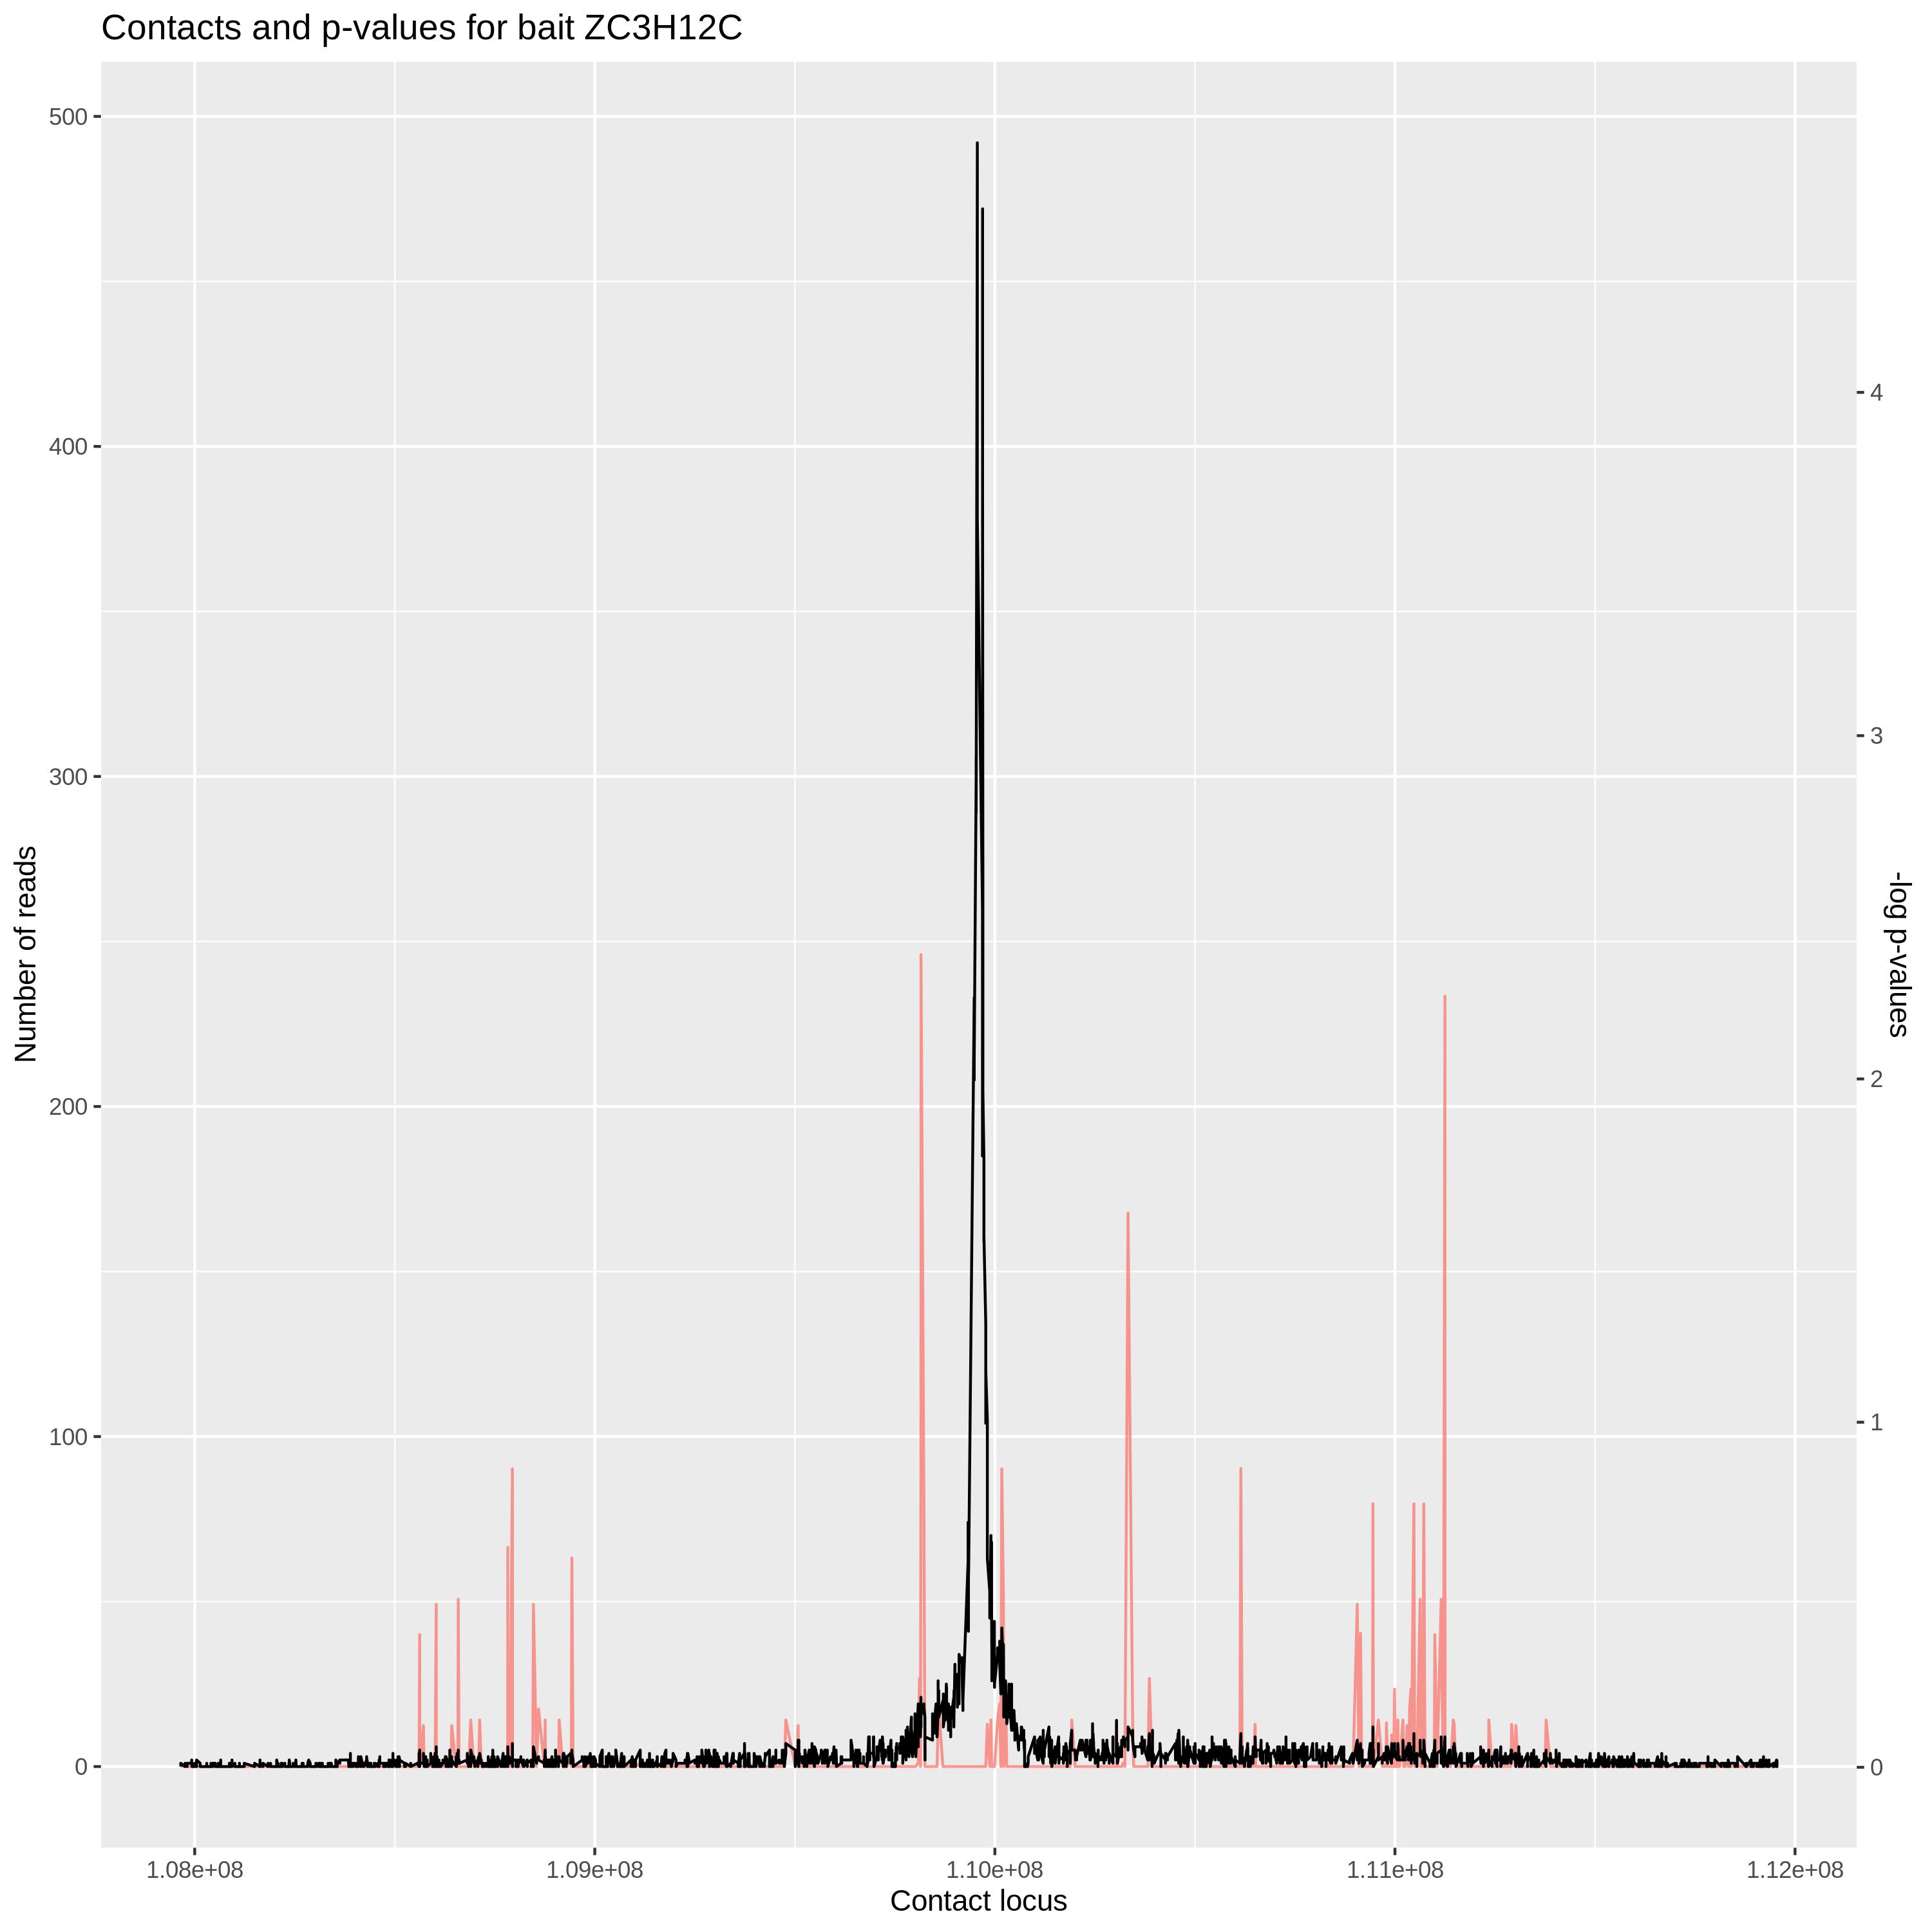 Contacts and p-values for bait ZC3H12C
500
400
300
200
100
0
Number of reads
4
3
2
1
0
-log p-values
1.08e+08 1.09e+08 1.10e+08 1.11e+08 1.12e+08
Contact locus